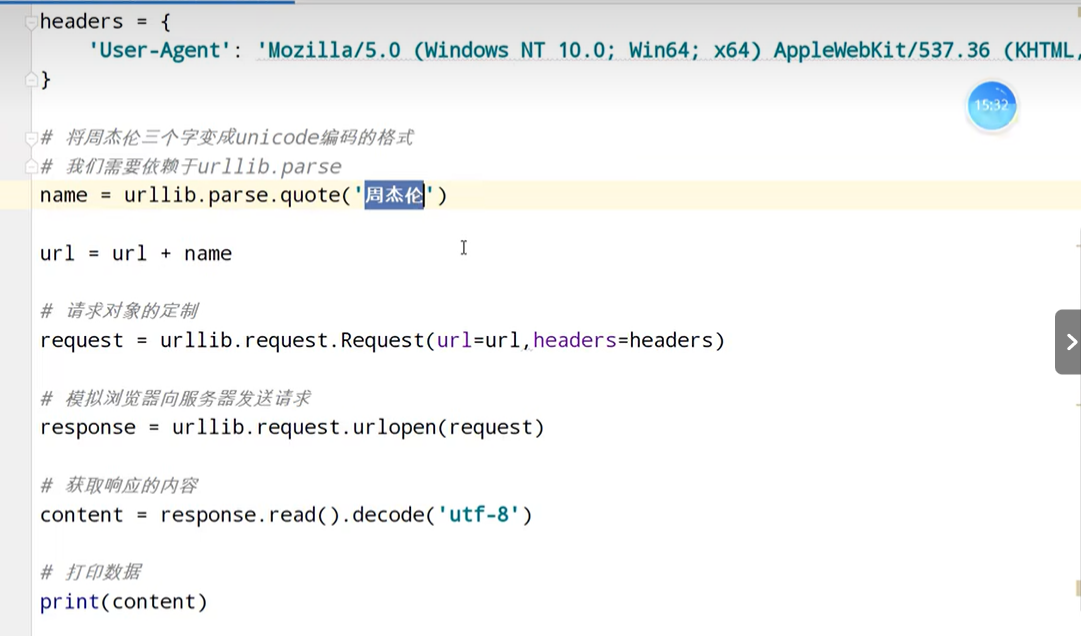 headers = {
'User-Agent': 'Mozilla/5.0 (Windows NT 10.0; Win64; x64) AppleWebKit/537.36 (KHTML,
}
15:32
# 将周杰伦三个字变成unicode编码的格式
# 我们需要依赖于urllib.parse
name = urllib.parse.quote('周杰伦')
url = url + name
# 请求对象的定制
request = urllib.request.Request(url=url,headers=headers)
# 模拟浏览器向服务器发送请求
response = urllib.request.urlopen(request)
# 获取响应的内容
content = response.read().decode('utf-8')
# 打印数据
print(content)